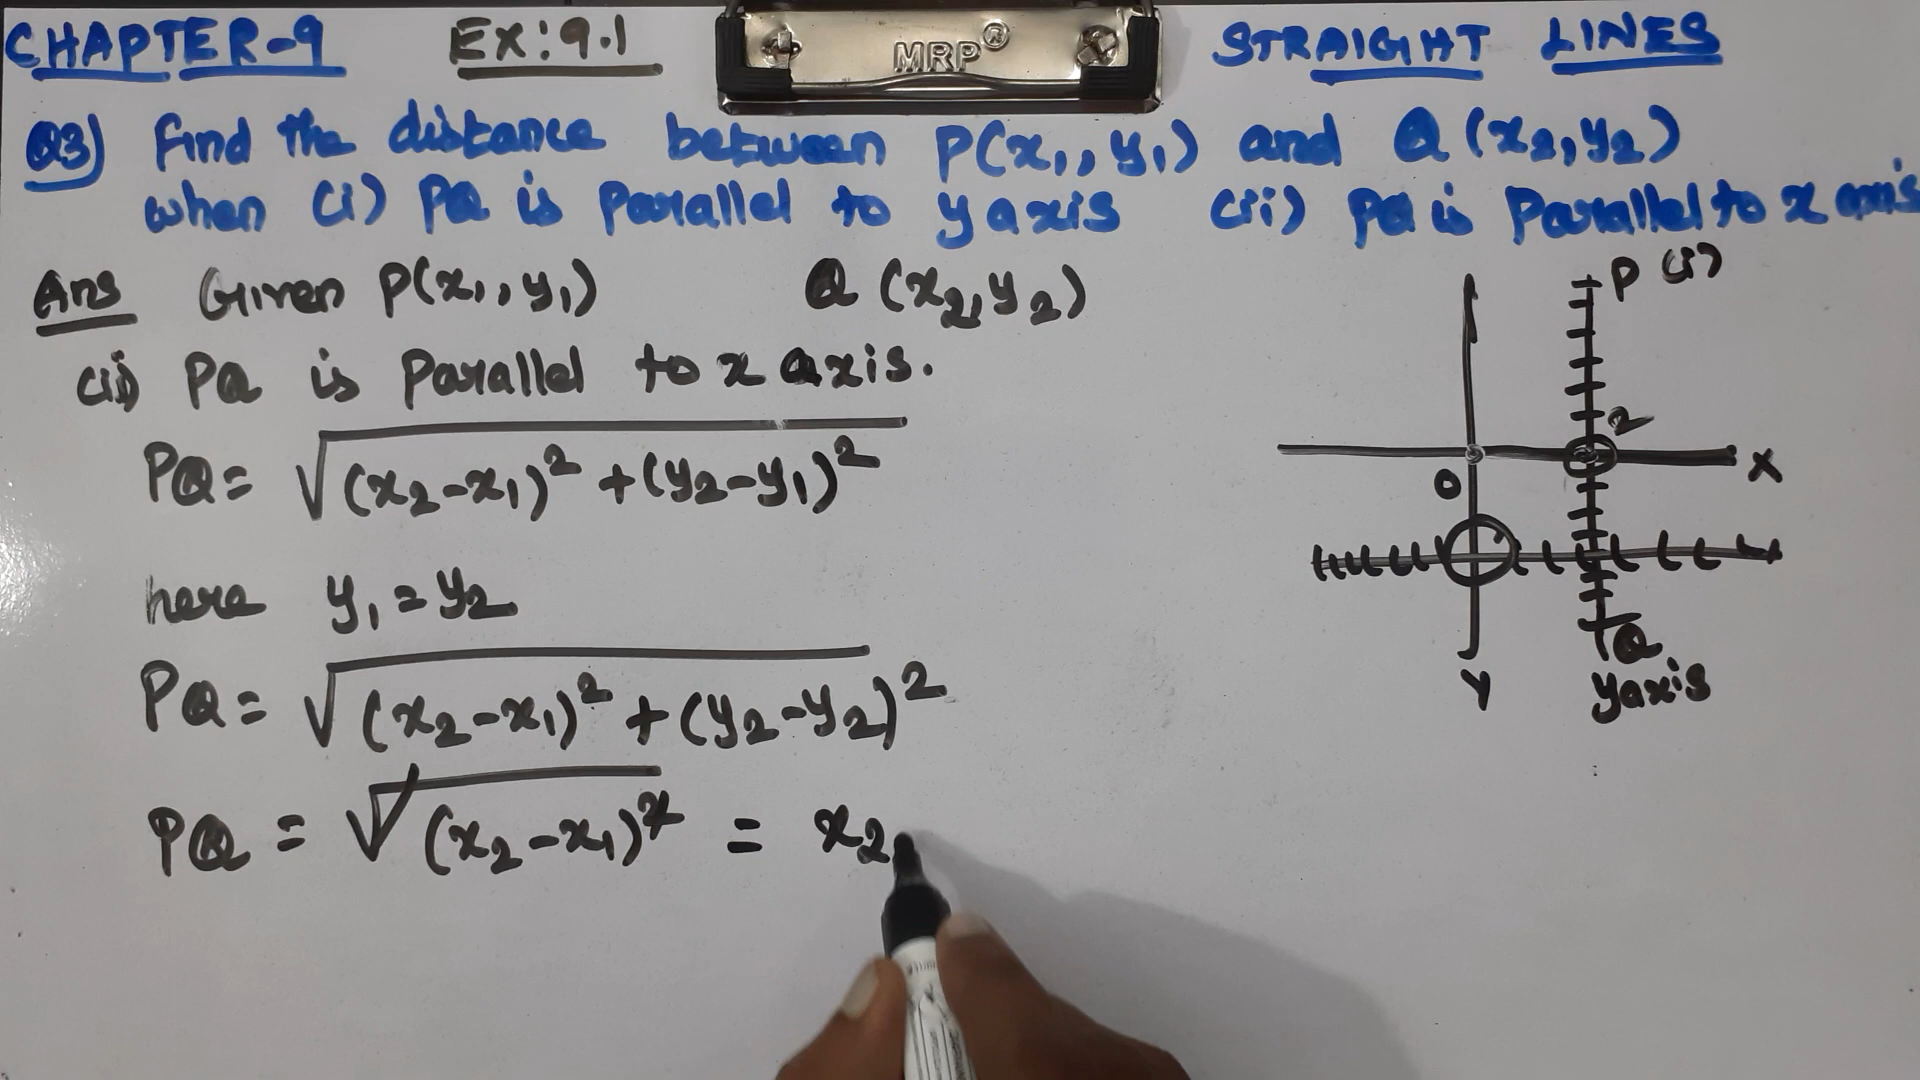 CHAPTER-9 EX:9.1 MRP® STRAIGHT LINES
Q3) Find the distance between P(x₁, y₁) and Q(x₂,y₂)
when (i) PQ is parallel to y axis (ii) PQ is parallel to x axis
Ans Given P(x₁, y₁) Q(x₂,y₂)
(ii) PQ is parallel to x axis.
PQ = √(x₂-x₁)² + (y₂-y₁)²
here y₁ = y₂
PQ = √(x₂-x₁)² + (y₂-y₂)²
PQ = √(x₂-x₁)² = x₂
P (i)
2
X
O
Q
Y
y axis